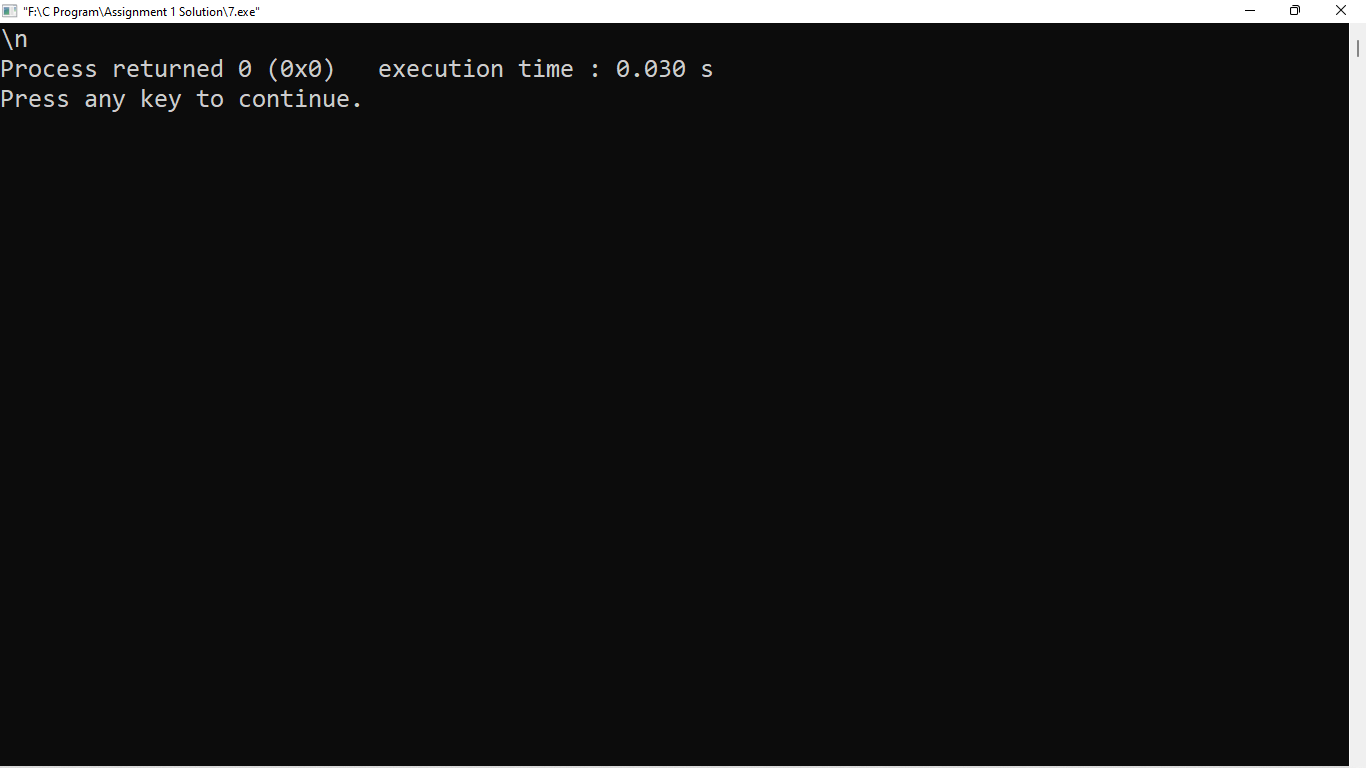 "F:\C Program\Assignment 1 Solution\7.exe"
\n
Process returned 0 (0x0)   execution time : 0.030 s
Press any key to continue.